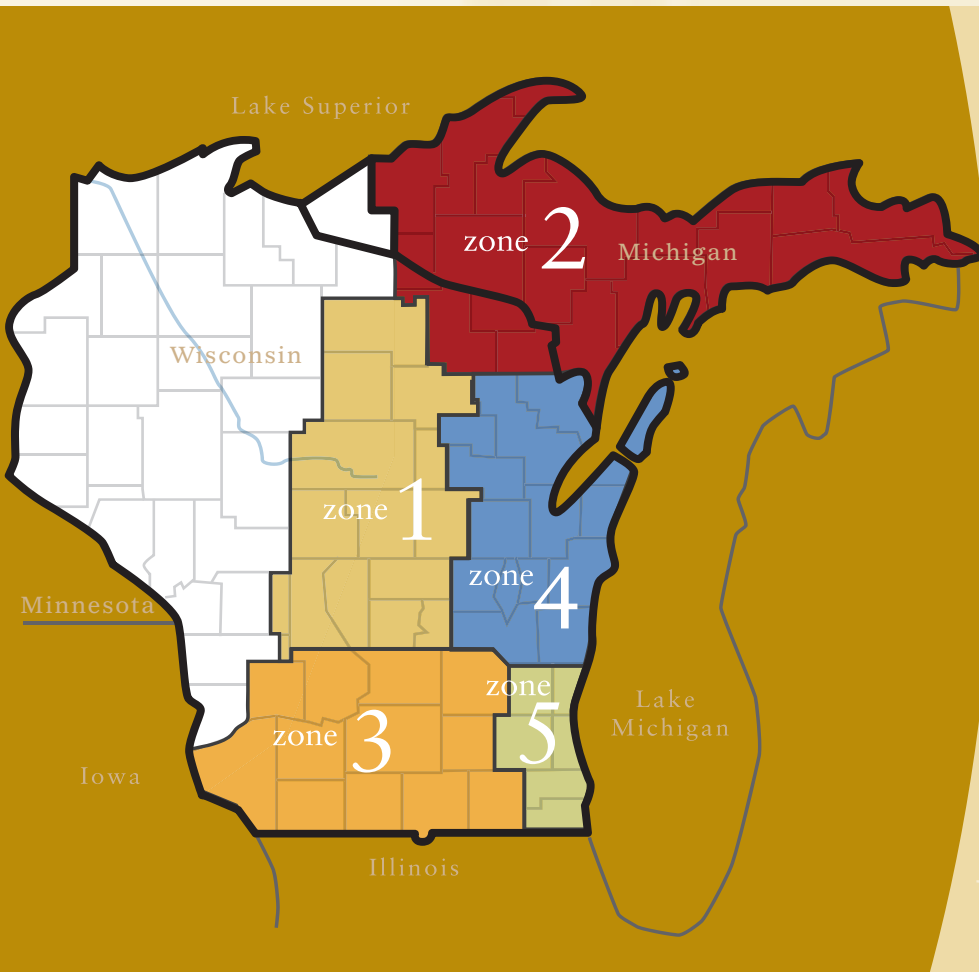 Lake Superior
zone 2
Michigan
Wisconsin
zone 1
zone 4
Minnesota
zone
5
Lake
Michigan
zone 3
Iowa
Illinois